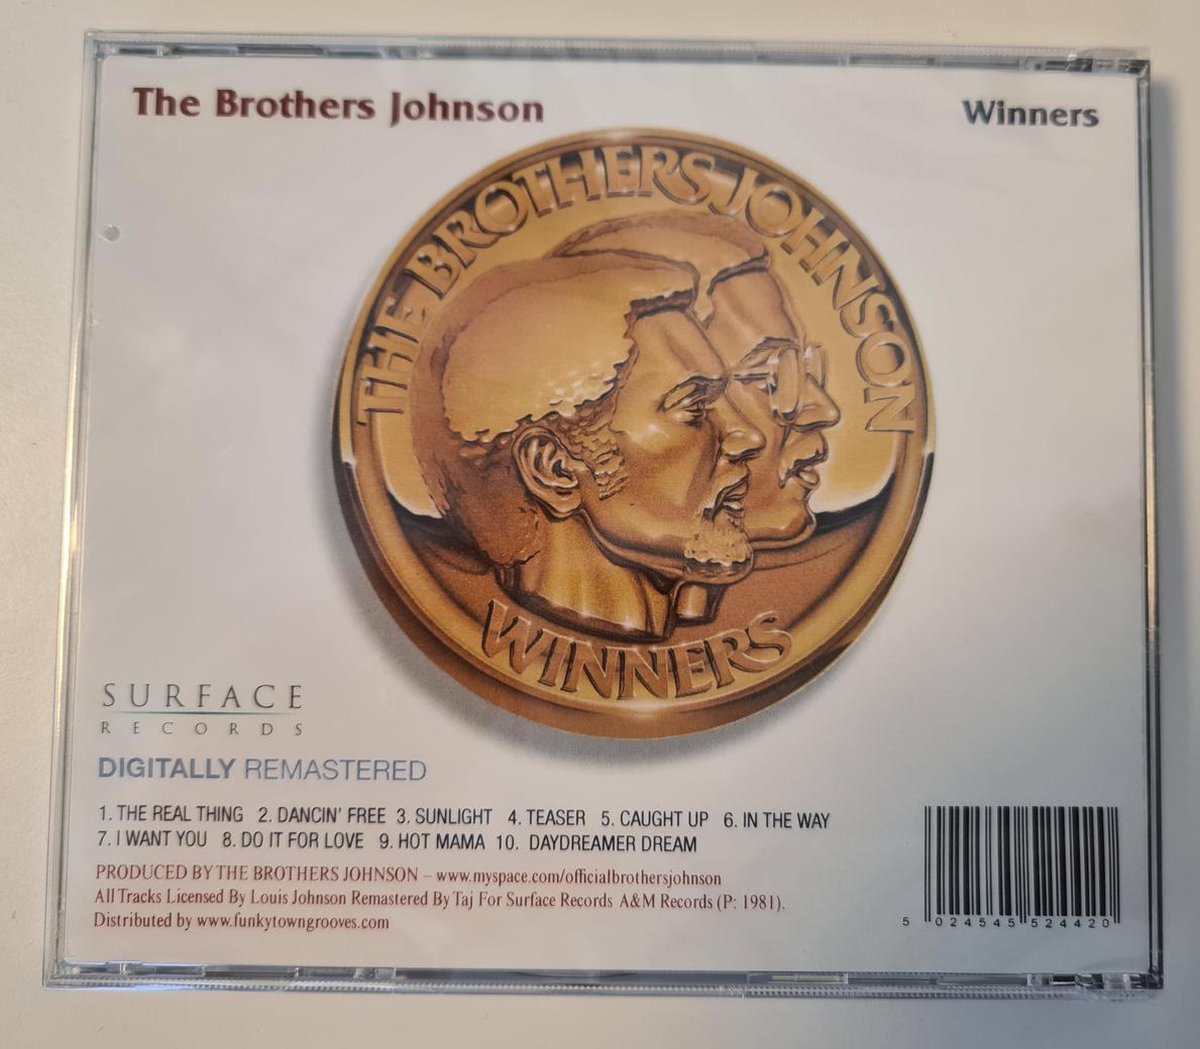 The Brothers Johnson
Winners
THE BROTHERS JOHNSON
WINNERS
SURFACE
RECORDS
DIGITALLY REMASTERED
1. THE REAL THING 2. DANCIN' FREE 3. SUNLIGHT 4. TEASER 5. CAUGHT UP 6. IN THE WAY
7. I WANT YOU 8. DO IT FOR LOVE 9. HOT MAMA 10. DAYDREAMER DREAM
PRODUCED BY THE BROTHERS JOHNSON – www.myspace.com/officialbrothersjohnson
All Tracks Licensed By Louis Johnson Remastered By Taj For Surface Records A&M Records (P: 1981).
Distributed by www.funkytowngrooves.com
5 024545 524420